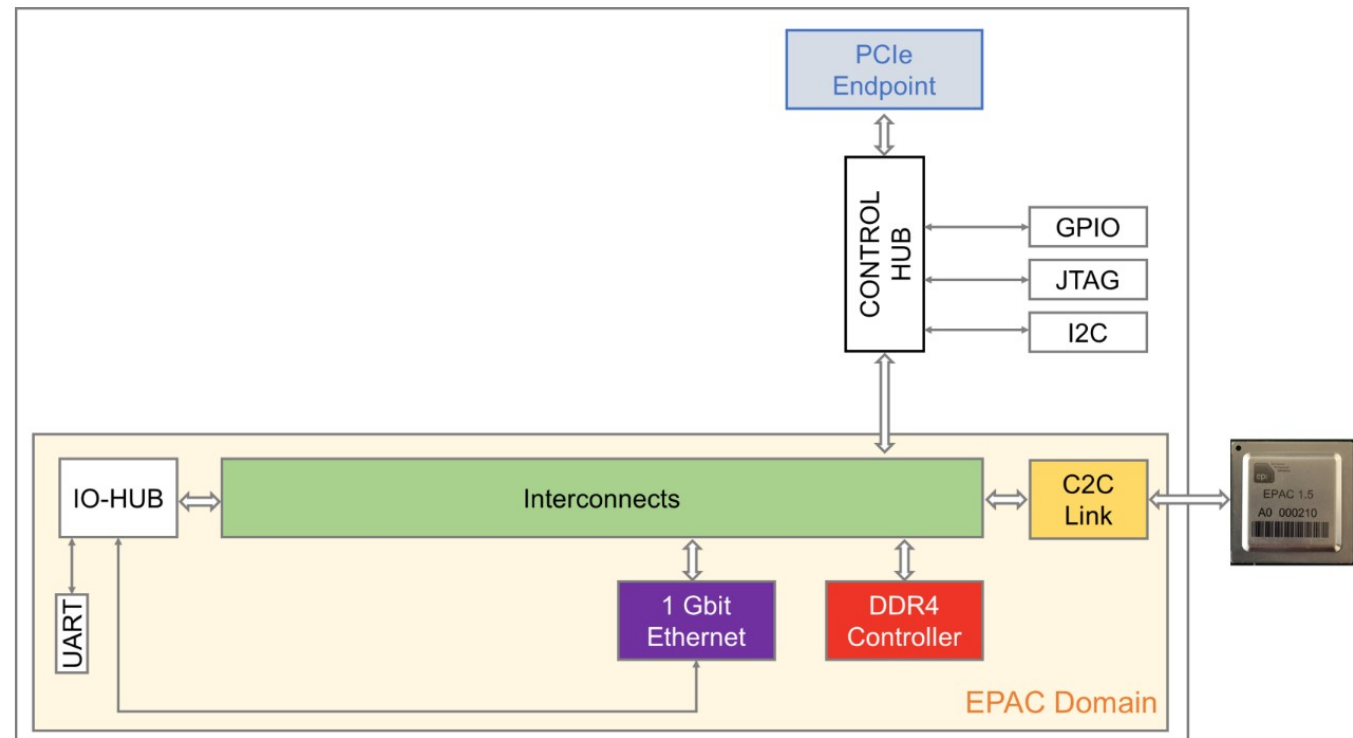 PCIe
Endpoint
CONTROL
HUB
GPIO
JTAG
I2C
IO-HUB
Interconnects
C2C
Link
epi
EPAC 1.5
A0 000210
UART
1 Gbit
Ethernet
DDR4
Controller
EPAC Domain